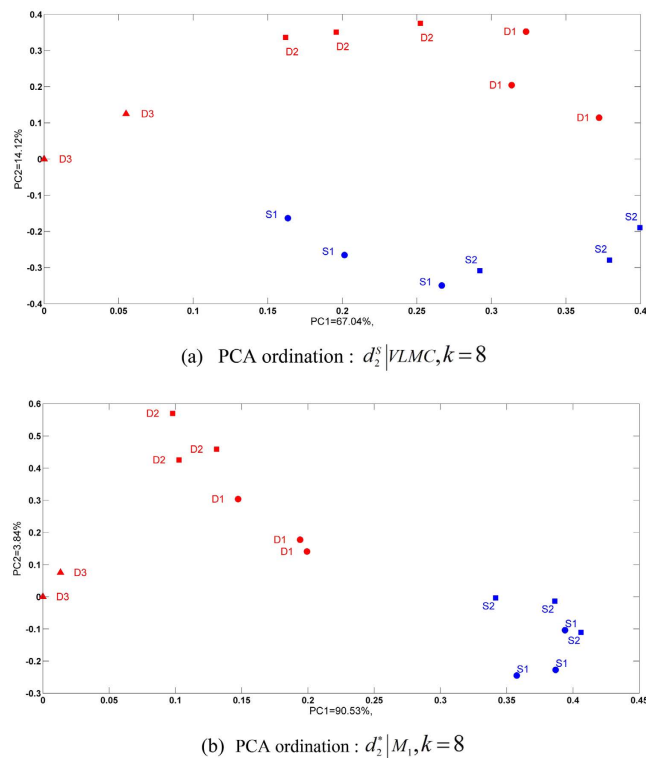 0.4
0.3
0.2
0.1
0
-0.1
-0.2
-0.3
-0.4
PC2=14.12%
D2 D2 D2 D1
D1
D1
D3
D3
S1
S1
S1
S2
S2
S2
0 0.05 0.1 0.15 0.2 0.25 0.3 0.35 0.4
PC1=67.04%,
(a) PCA ordination : d₂ˢ|VLMC, k = 8
0.6
0.5
0.4
0.3
0.2
0.1
0
-0.1
-0.2
-0.3
PC2=3.84%
D2
D2
D2
D1
D1
D1
D3
D3
S2
S2
S1
S2
S1
S1
0 0.05 0.1 0.15 0.2 0.25 0.3 0.35 0.4 0.45
PC1=90.53%,
(b) PCA ordination : d₂*|M₁, k = 8